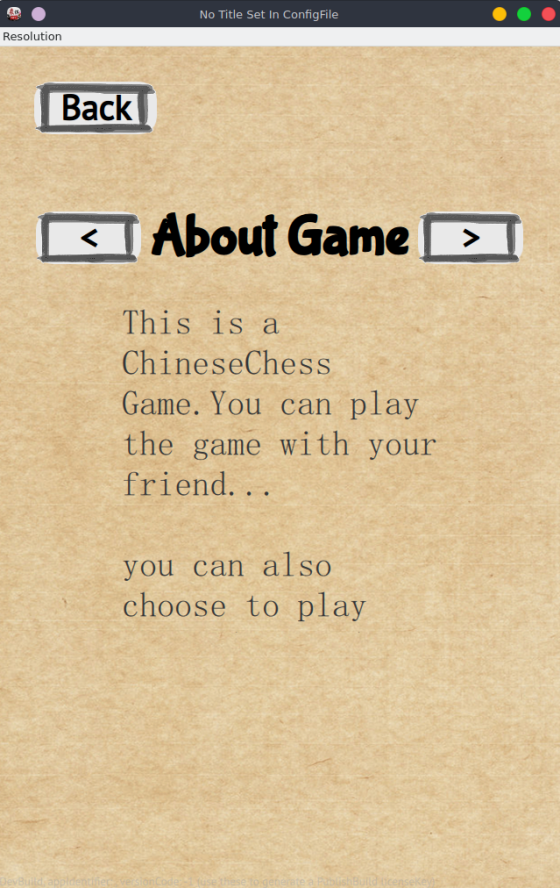 No Title Set In ConfigFile
Resolution
Back
< About Game >
This is a
ChineseChess
Game.You can play
the game with your
friend...
you can also
choose to play